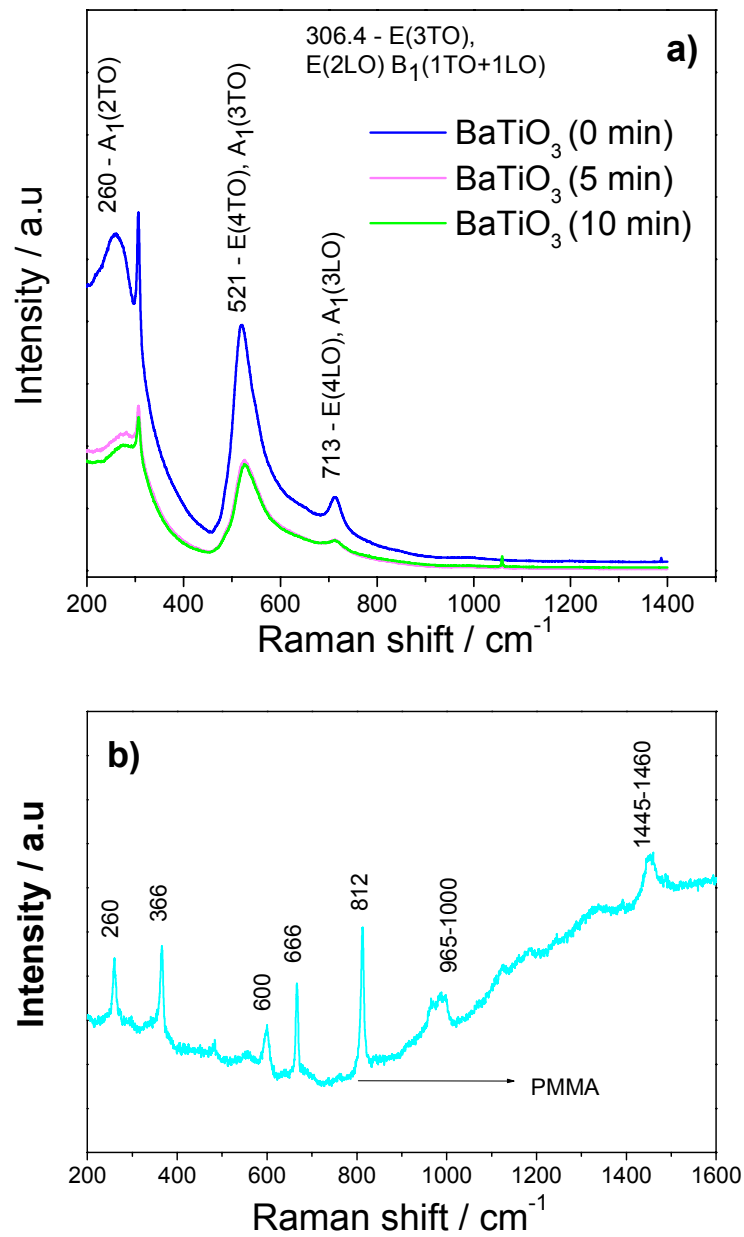 306.4 - E(3TO),
E(2LO) B1(1TO+1LO)
a)
BaTiO3 (0 min)
BaTiO3 (5 min)
BaTiO3 (10 min)
260 - A1(2TO)
521 - E(4TO), A1(3TO)
713 - E(4LO), A1(3LO)
Intensity / a.u
200 400 600 800 1000 1200 1400
Raman shift / cm-1
b)
260
366
600
666
812
965-1000
1445-1460
PMMA
Intensity / a.u
200 400 600 800 1000 1200 1400 1600
Raman shift / cm-1